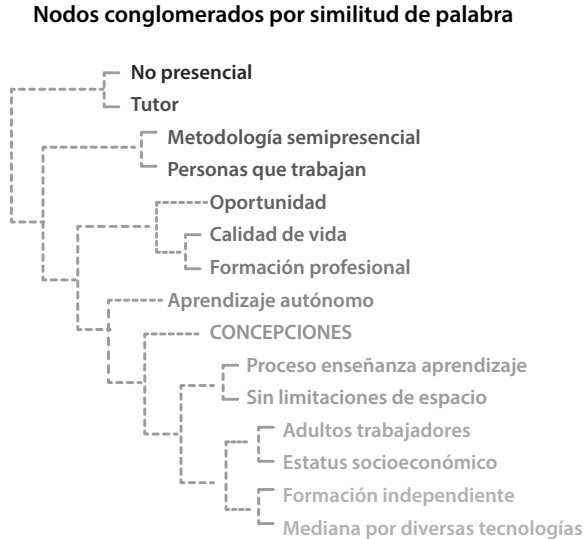 Nodos conglomerados por similitud de palabra
No presencial
Tutor
Metodología semipresencial
Personas que trabajan
Oportunidad
Calidad de vida
Formación profesional
Aprendizaje autónomo
CONCEPCIONES
Proceso enseñanza aprendizaje
Sin limitaciones de espacio
Adultos trabajadores
Estatus socioeconómico
Formación independiente
Mediana por diversas tecnologías